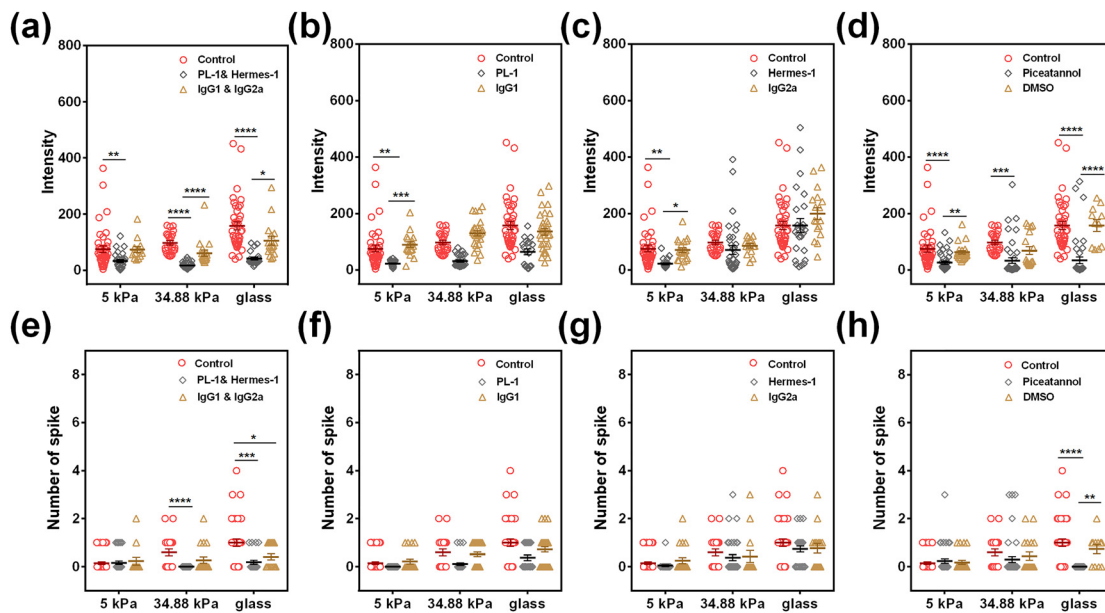 (a)
800
600
400
200
0
Intensity
Control
PL-1& Hermes-1
IgG1 & IgG2a
**
****
****
****
*
5 kPa 34.88 kPa glass
(b)
800
600
400
200
0
Intensity
Control
PL-1
IgG1
**
***
5 kPa 34.88 kPa glass
(c)
800
600
400
200
0
Intensity
Control
Hermes-1
IgG2a
**
*
5 kPa 34.88 kPa glass
(d)
800
600
400
200
0
Intensity
Control
Piceatannol
DMSO
****
**
***
****
****
5 kPa 34.88 kPa glass
(e)
8
6
4
2
0
Number of spike
Control
PL-1& Hermes-1
IgG1 & IgG2a
****
*
***
5 kPa 34.88 kPa glass
(f)
8
6
4
2
0
Number of spike
Control
PL-1
IgG1
5 kPa 34.88 kPa glass
(g)
8
6
4
2
0
Number of spike
Control
Hermes-1
IgG2a
5 kPa 34.88 kPa glass
(h)
8
6
4
2
0
Number of spike
Control
Piceatannol
DMSO
****
**
5 kPa 34.88 kPa glass